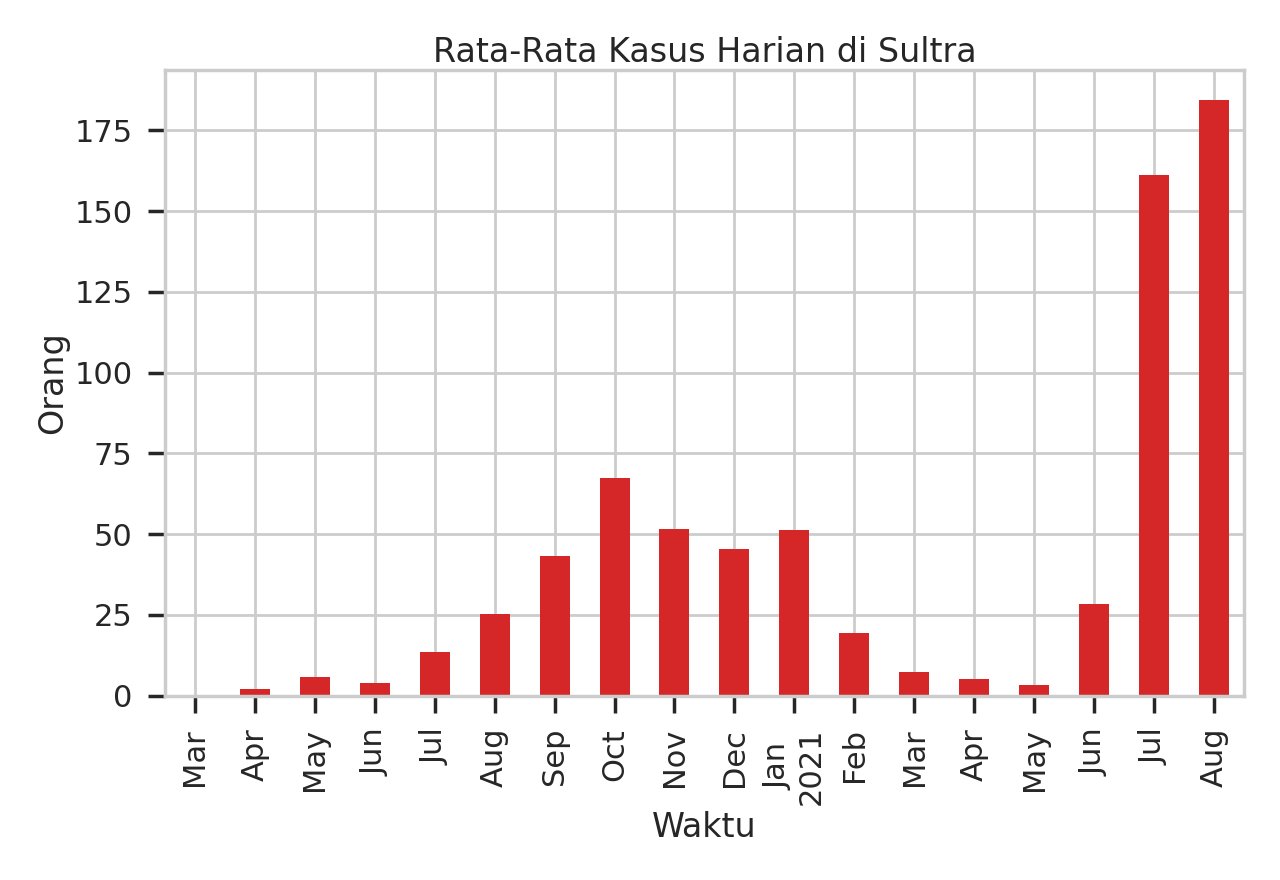 Rata-Rata Kasus Harian di Sultra
175
150
125
100
75
50
25
0
Orang
Mar
Apr
May
Jun
Jul
Aug
Sep
Oct
Nov
Dec
Jan
2021
Feb
Mar
Apr
May
Jun
Jul
Aug
Waktu